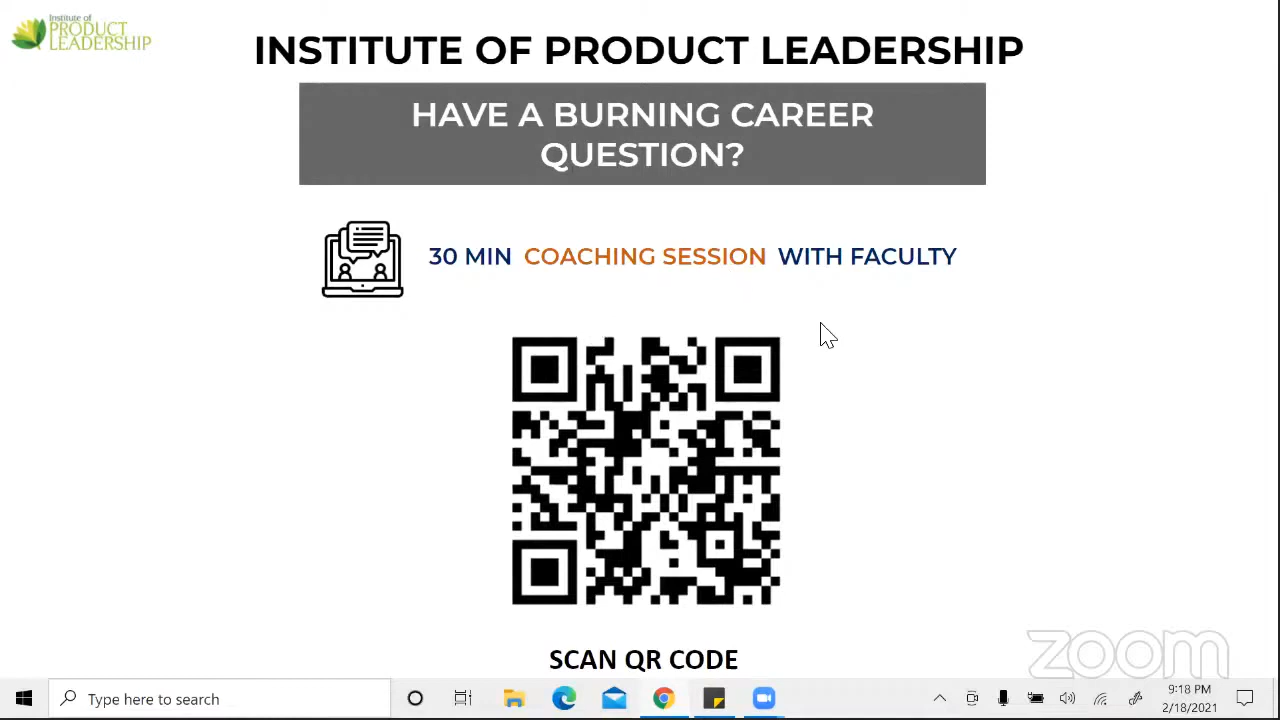 Institute of
PRODUCT
LEADERSHIP
INSTITUTE OF PRODUCT LEADERSHIP
HAVE A BURNING CAREER
QUESTION?
30 MIN COACHING SESSION WITH FACULTY
SCAN QR CODE
zoom
Type here to search
9:18 PM
2/18/2021